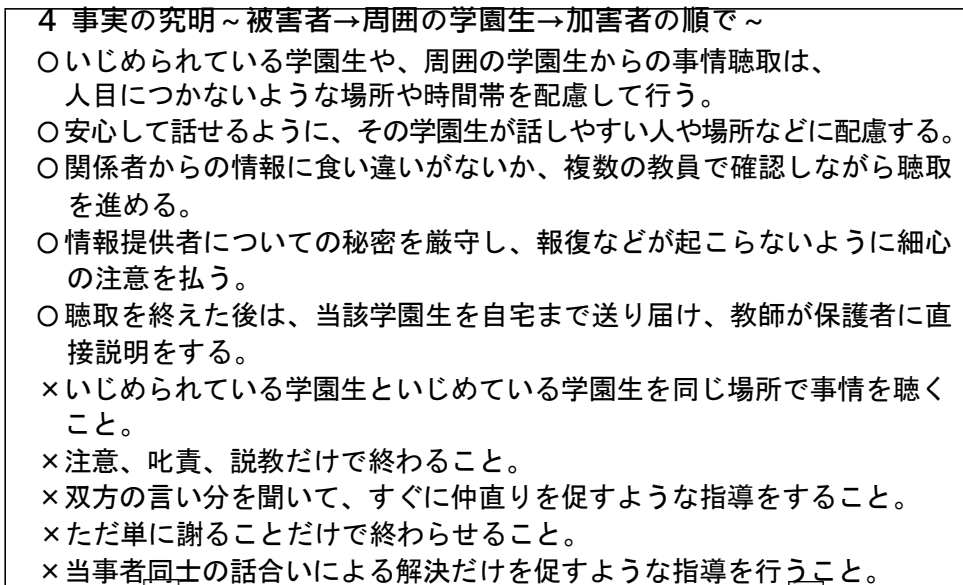 4 事実の究明～被害者→周囲の学園生→加害者の順で～
○いじめられている学園生や、周囲の学園生からの事情聴取は、
人目につかないような場所や時間帯を配慮して行う。
○安心して話せるように、その学園生が話しやすい人や場所などに配慮する。
○関係者からの情報に食い違いがないか、複数の教員で確認しながら聴取
を進める。
○情報提供者についての秘密を厳守し、報復などが起こらないように細心
の注意を払う。
○聴取を終えた後は、当該学園生を自宅まで送り届け、教師が保護者に直
接説明をする。
×いじめられている学園生といじめている学園生を同じ場所で事情を聴く
こと。
×注意、叱責、説教だけで終わること。
×双方の言い分を聞いて、すぐに仲直りを促すような指導をすること。
×ただ単に謝ることだけで終わらせること。
×当事者同士の話合いによる解決だけを促すような指導を行うこと。